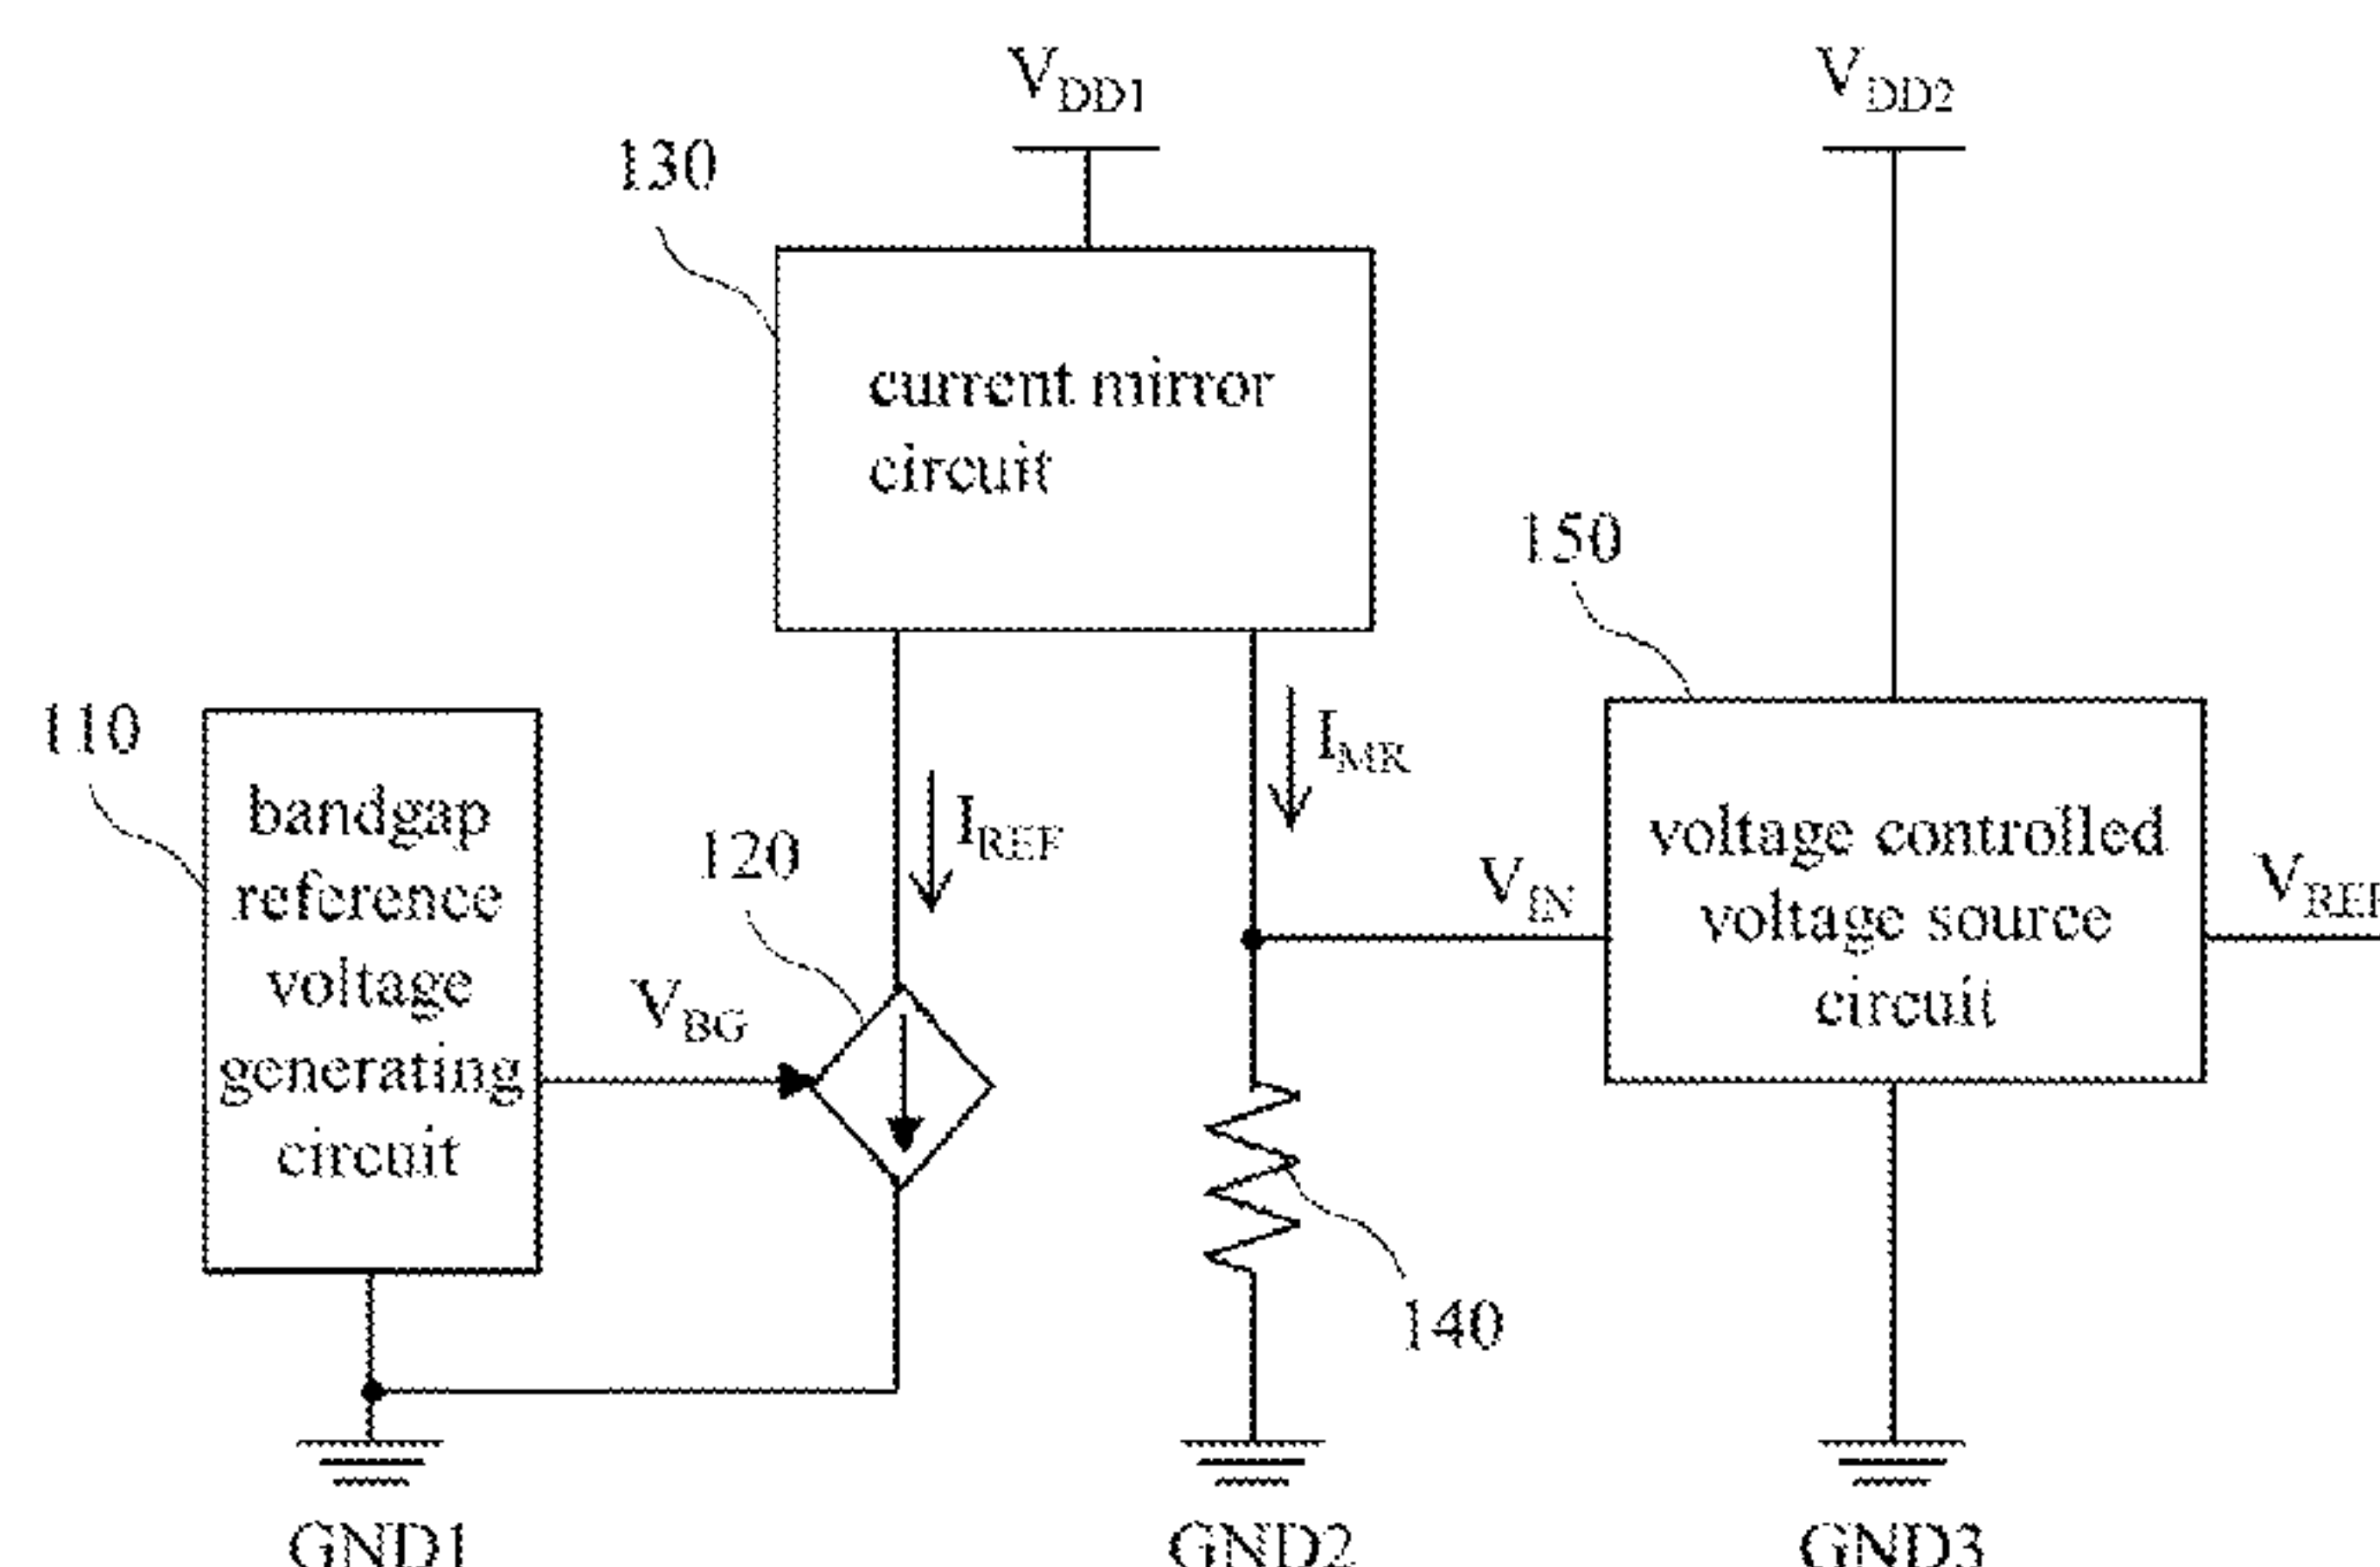 VDD1
VDD2
130
current mirror
circuit
150
110
bandgap
reference
voltage
generating
circuit
120
IREF
IMR
VBG
VIN
voltage controlled
voltage source
circuit
VREF
140
GND1
GND2
GND3